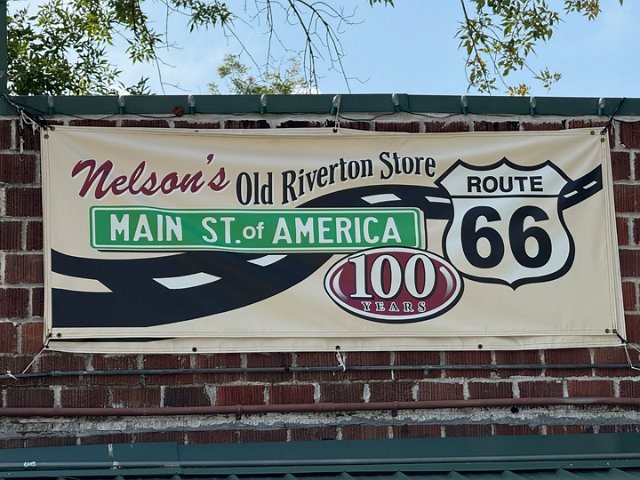 Nelson's Old Riverton Store
MAIN ST. of AMERICA
ROUTE
66
100
YEARS